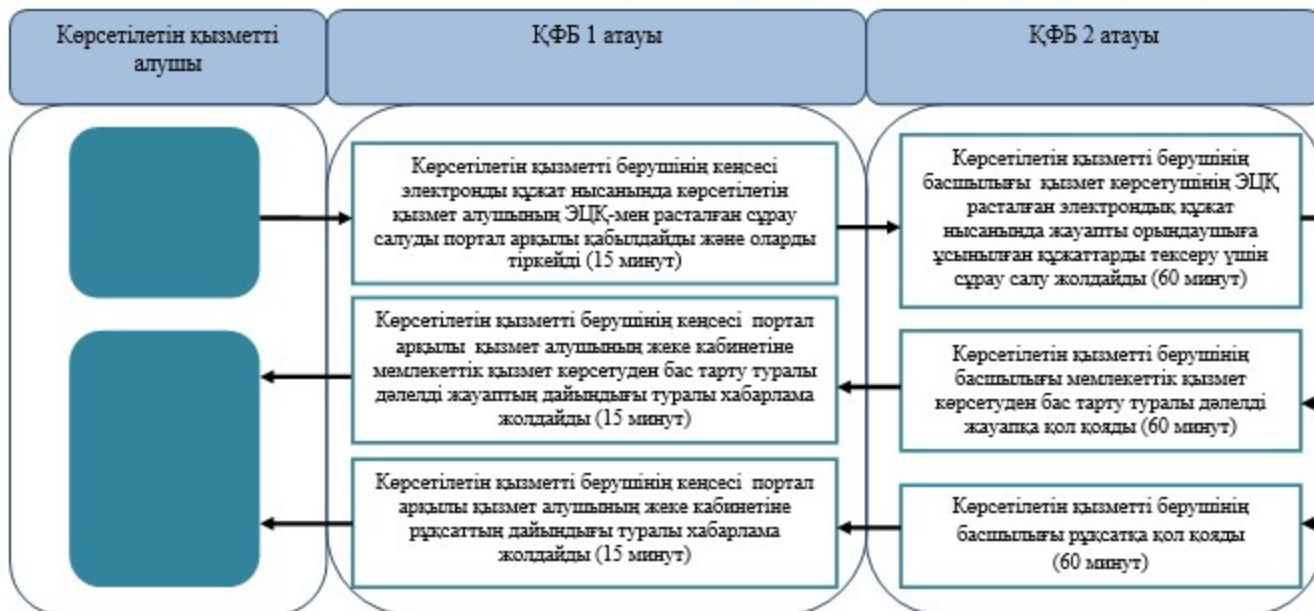 Көрсетілетін қызметті
алушы
ҚФБ 1 атауы
ҚФБ 2 атауы
Көрсетілетін қызметті берушінің кеңсесі
электронды құжат нысанында көрсетілетін
қызмет алушының ЭЦҚ-мен расталған сұрау
салуды портал арқылы қабылдайды және оларды
тіркейді (15 минут)
Көрсетілетін қызметті берушінің
басшылығы қызмет көрсетушінің ЭЦҚ
расталған электрондық құжат
нысанында жауапты орындаушыға
ұсынылған құжаттарды тексеру үшін
сұрау салу жолдайды (60 минут)
Көрсетілетін қызметті берушінің кеңсесі портал
арқылы қызмет алушының жеке кабинетіне
мемлекеттік қызмет көрсетуден бас тарту туралы
дәлелді жауаптың дайындығы туралы хабарлама
жолдайды (15 минут)
Көрсетілетін қызметті берушінің
басшылығы мемлекеттік қызмет
көрсетуден бас тарту туралы дәлелді
жауапқа қол қояды (60 минут)
Көрсетілетін қызметті берушінің кеңсесі портал
арқылы қызмет алушының жеке кабинетіне
рұқсаттың дайындығы туралы хабарлама
жолдайды (15 минут)
Көрсетілетін қызметті берушінің
басшылығы рұқсатқа қол қояды
(60 минут)